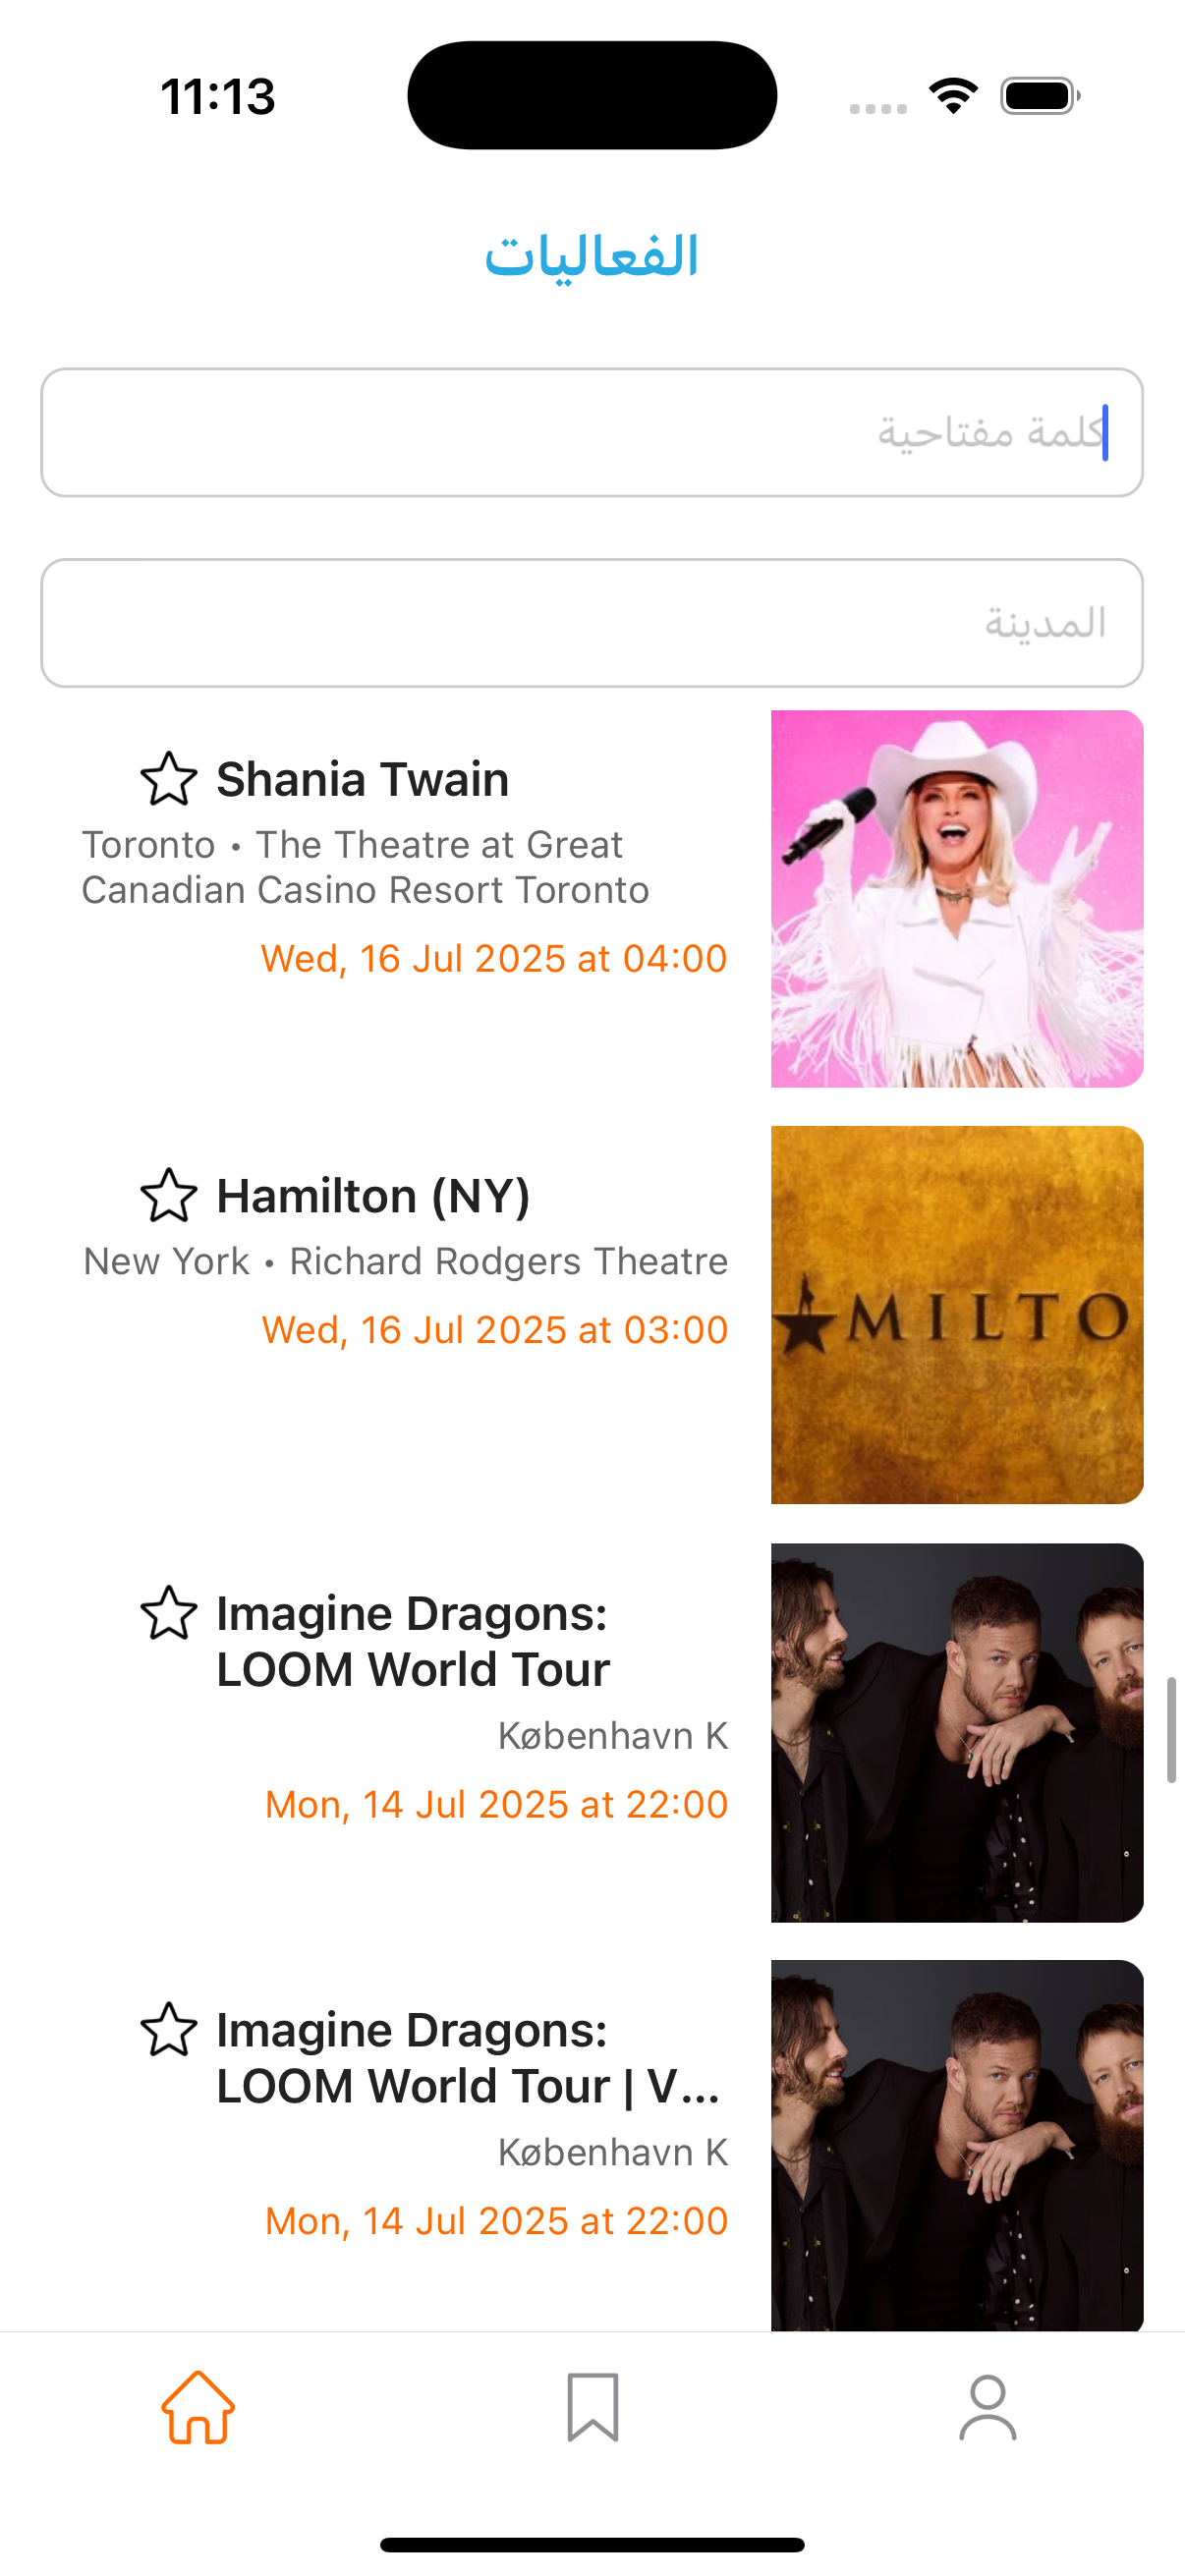 11:13
الفعاليات
كلمة مفتاحية
المدينة
Shania Twain
Toronto • The Theatre at Great
Canadian Casino Resort Toronto
Wed, 16 Jul 2025 at 04:00
Hamilton (NY)
New York • Richard Rodgers Theatre
Wed, 16 Jul 2025 at 03:00
MILTO
Imagine Dragons:
LOOM World Tour
København K
Mon, 14 Jul 2025 at 22:00
Imagine Dragons:
LOOM World Tour | V...
København K
Mon, 14 Jul 2025 at 22:00